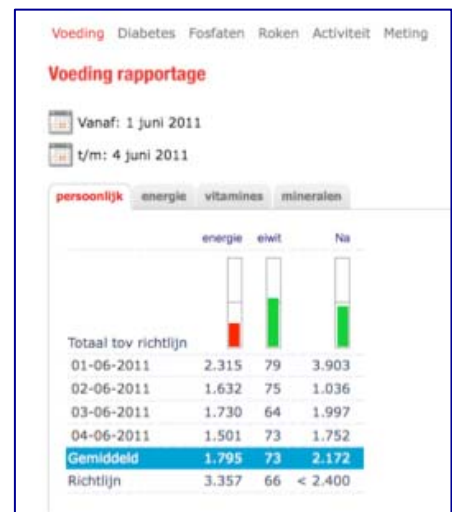 Voeding Diabetes Fosfaten Roken Activiteit Meting
Voeding rapportage
Vanaf: 1 juni 2011
t/m: 4 juni 2011
persoonlijk energie vitamines mineralen
energie eiwit Na
Totaal tov richtlijn
01-06-2011 2.315 79 3.903
02-06-2011 1.632 75 1.036
03-06-2011 1.730 64 1.997
04-06-2011 1.501 73 1.752
Gemiddeld 1.795 73 2.172
Richtlijn 3.357 66 < 2.400